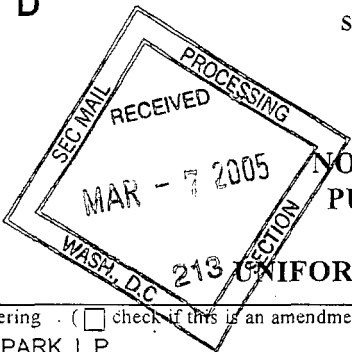 D
S
SEC MAIL
PROCESSING
RECEIVED
MAR - 7 2005
WASH., D.C
213
SECTION
NO
PU
UNIFOR
ering . ( check if this is an amendme
PARK L P